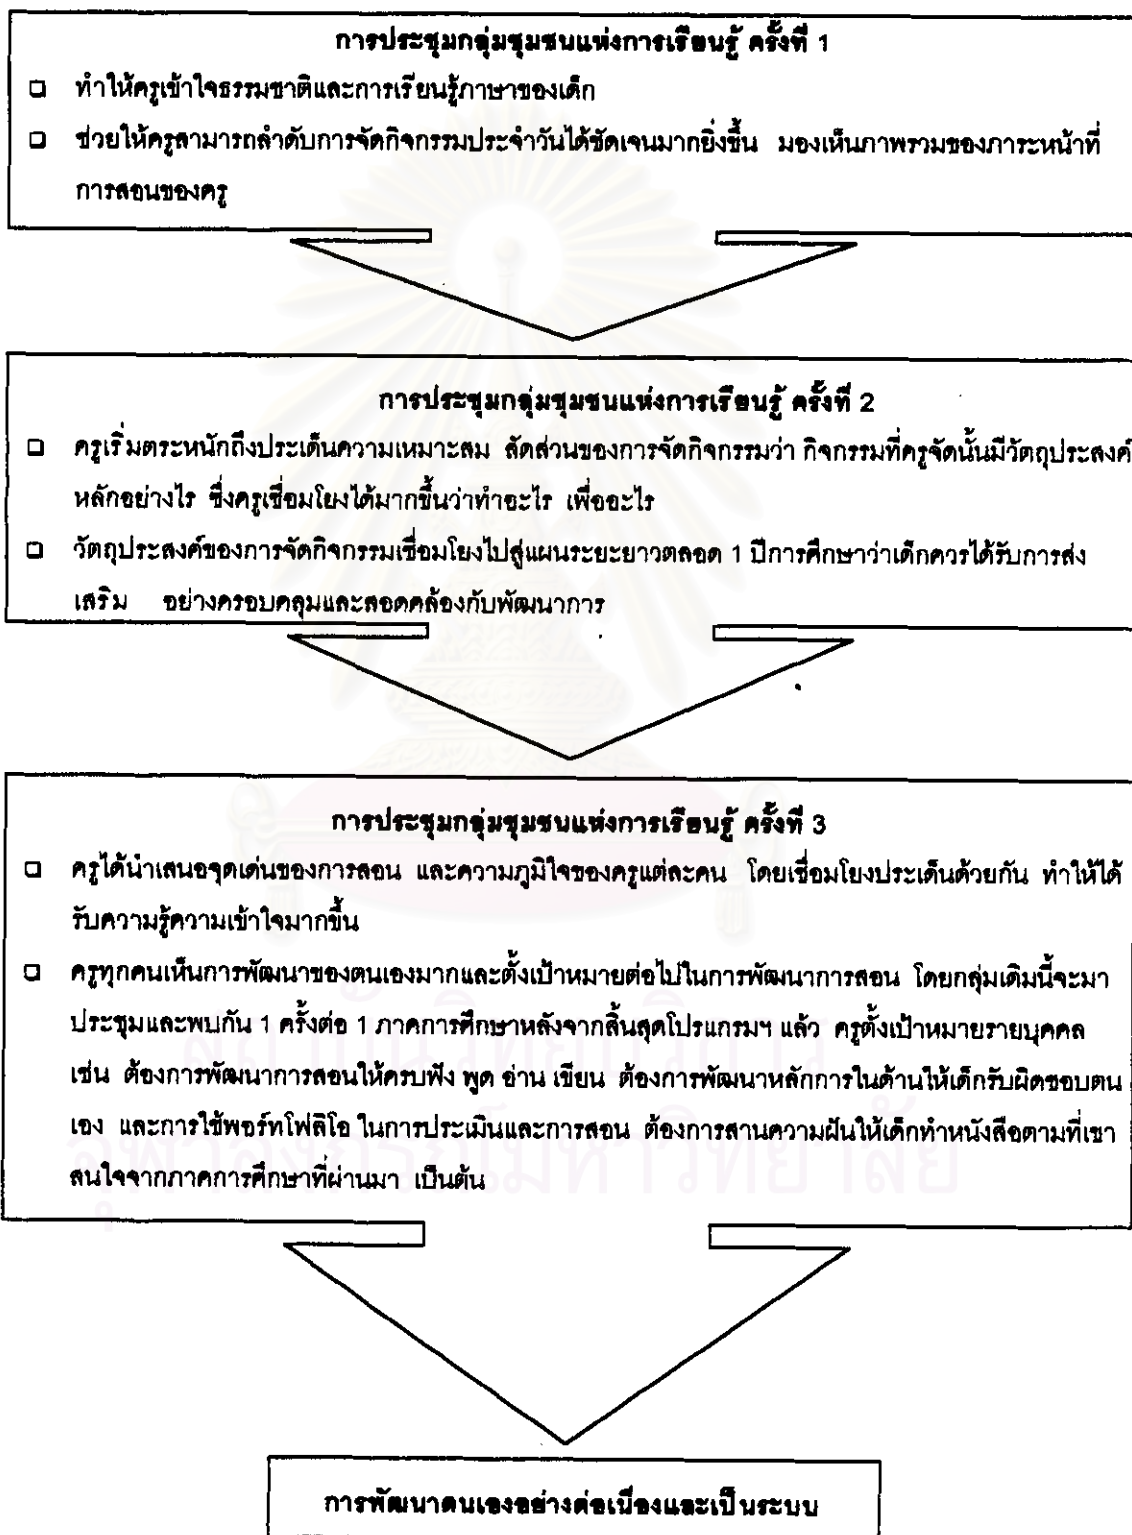 การประชุมกลุ่มชุมชนแห่งการเรียนรู้ ครั้งที่ 1
❑ ทำให้ครูเข้าใจธรรมชาติและการเรียนรู้ภาษาของเด็ก
❑ ช่วยให้ครูสามารถลำดับการจัดกิจกรรมประจำวันได้ชัดเจนมากยิ่งขึ้น มองเห็นภาพรวมของภาระหน้าที่
การสอนของครู
การประชุมกลุ่มชุมชนแห่งการเรียนรู้ ครั้งที่ 2
❑ ครูเริ่มตระหนักถึงประเด็นความเหมาะสม สัดส่วนของการจัดกิจกรรมว่า กิจกรรมที่ครูจัดนั้นมีวัตถุประสงค์
หลักอย่างไร ซึ่งครูเชื่อมโยงได้มากขึ้นว่าทำอะไร เพื่ออะไร
❑ วัตถุประสงค์ของการจัดกิจกรรมเชื่อมโยงไปสู่แผนระยะยาวตลอด 1 ปีการศึกษาว่าเด็กควรได้รับการส่ง
เสริม อย่างครอบคลุมและสอดคล้องกับพัฒนาการ
การประชุมกลุ่มชุมชนแห่งการเรียนรู้ ครั้งที่ 3
❑ ครูได้นำเสนอจุดเด่นของการสอน และความภูมิใจของครูแต่ละคน โดยเชื่อมโยงประเด็นด้วยกัน ทำให้ได้
รับความรู้ความเข้าใจมากขึ้น
❑ ครูทุกคนเห็นการพัฒนาของตนเองมากและตั้งเป้าหมายต่อไปในการพัฒนาการสอน โดยกลุ่มเดิมนี้จะมา
ประชุมและพบกัน 1 ครั้งต่อ 1 ภาคการศึกษาหลังจากสิ้นสุดโปรแกรมฯ แล้ว ครูตั้งเป้าหมายรายบุคคล
เช่น ต้องการพัฒนาการสอนให้ครบฟัง พูด อ่าน เขียน ต้องการพัฒนาหลักการในด้านให้เด็กรับผิดชอบตน
เอง และการใช้พอร์ทโฟลิโอ ในการประเมินและการสอน ต้องการสานความฝันให้เด็กทำหนังสือตามที่เขา
สนใจจากภาคการศึกษาที่ผ่านมา เป็นต้น
สถาบันวิทยบริการ
จุฬาลงกรณ์มหาวิทยาลัย
การพัฒนาตนเองอย่างต่อเนื่องและเป็นระบบ